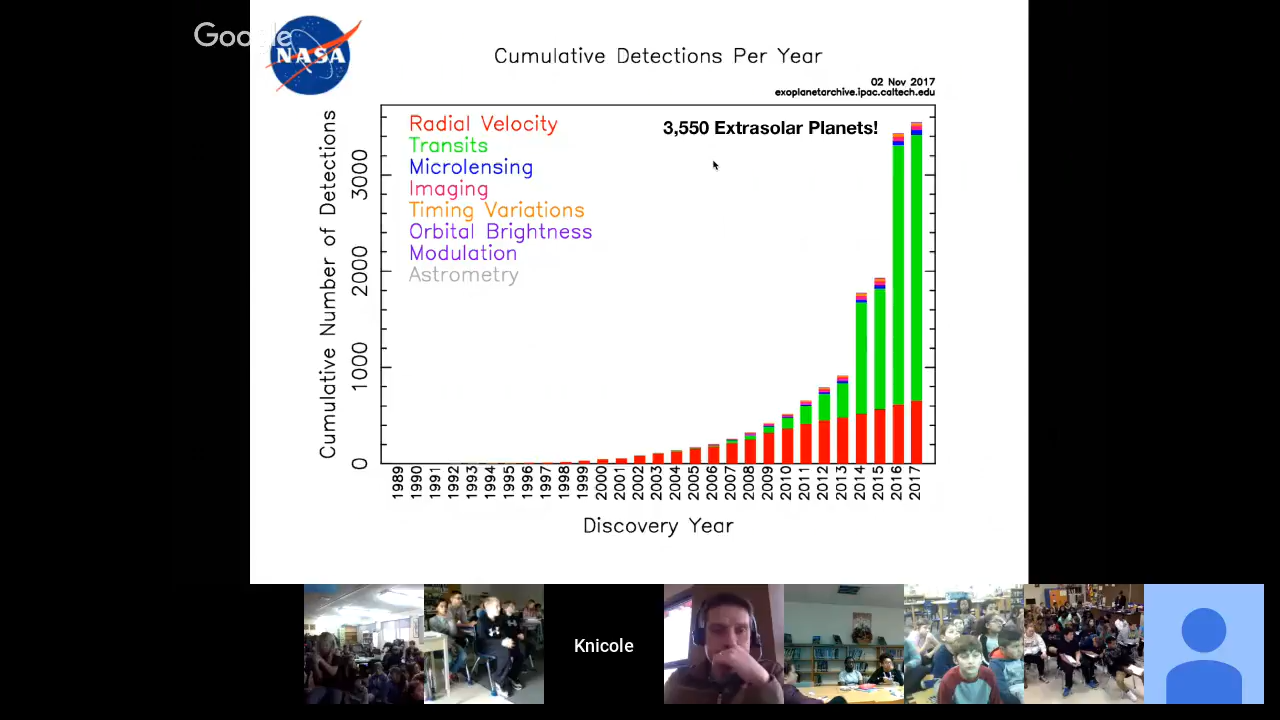 Google
NASA
Cumulative Detections Per Year
02 Nov 2017
exoplanetarchive.ipac.caltech.edu
3,550 Extrasolar Planets!
Radial Velocity
Transits
Microlensing
Imaging
Timing Variations
Orbital Brightness
Modulation
Astrometry
Cumulative Number of Detections
3000
2000
1000
0
1989 1990 1991 1992 1993 1994 1995 1996 1997 1998 1999 2000 2001 2002 2003 2004 2005 2006 2007 2008 2009 2010 2011 2012 2013 2014 2015 2016 2017
Discovery Year
Knicole